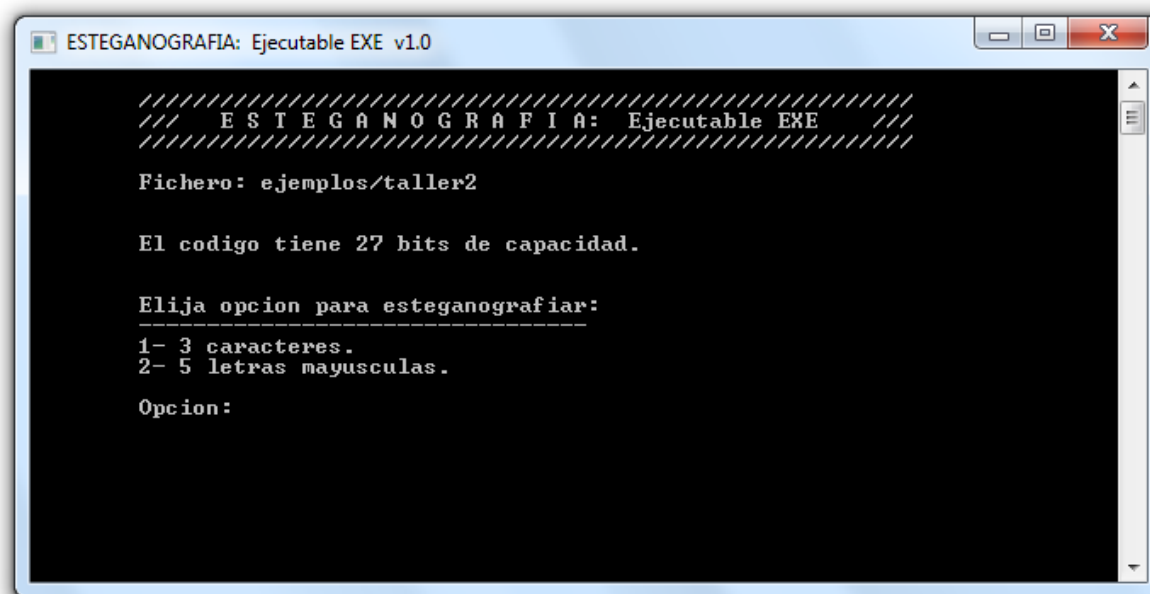 ESTEGANOGRAFIA: Ejecutable EXE v1.0
//////////////////////////////////////////////////////////
/// E S T E G A N O G R A F I A: Ejecutable EXE ///
//////////////////////////////////////////////////////////
Fichero: ejemplos/taller2
El codigo tiene 27 bits de capacidad.
Elija opcion para esteganografiar:
---------------------------------
1- 3 caracteres.
2- 5 letras mayusculas.
Opcion: